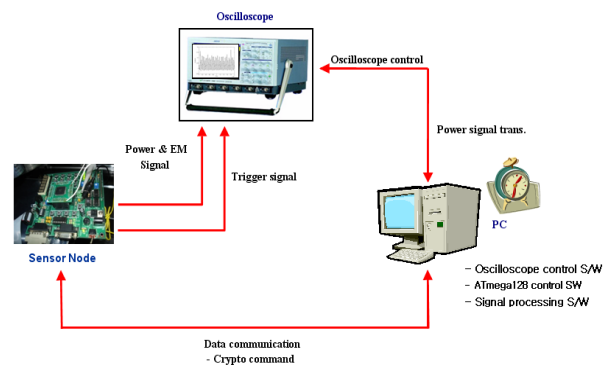 Oscilloscope
Oscilloscope control
Power & EM
Signal
Trigger signal
Power signal trans.
Sensor Node
PC
- Oscilloscope control S/W
- ATmega128 control SW
- Signal processing S/W
Data communication
- Crypto command